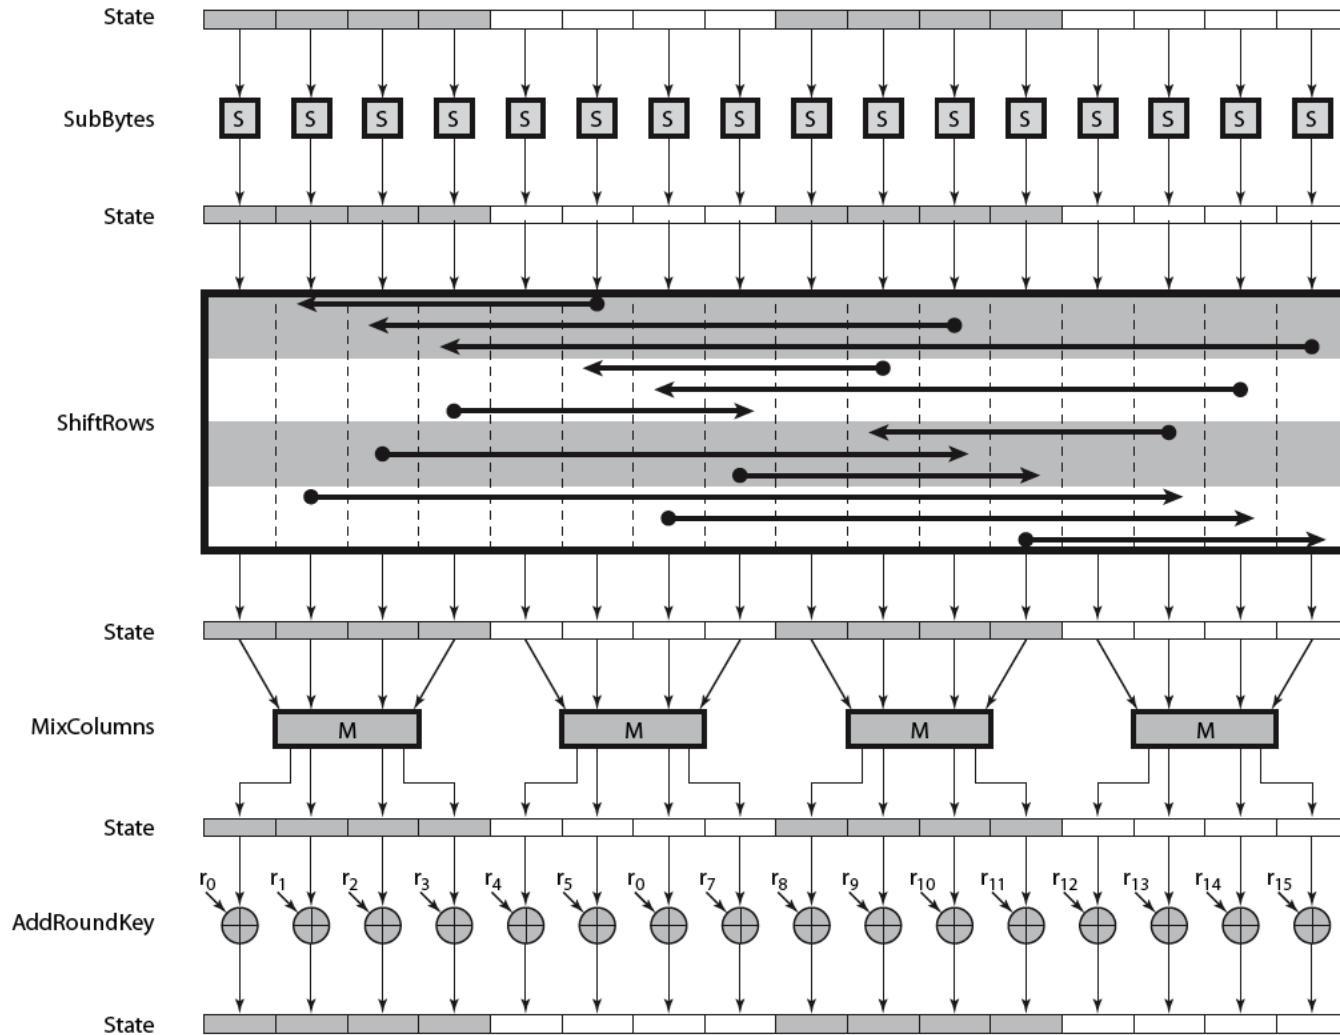 State
SubBytes S S S S S S S S S S S S S S S S
State
ShiftRows
State
MixColumns M M M M
State
r0 r1 r2 r3 r4 r5 r0 r7 r8 r9 r10 r11 r12 r13 r14 r15
AddRoundKey
State